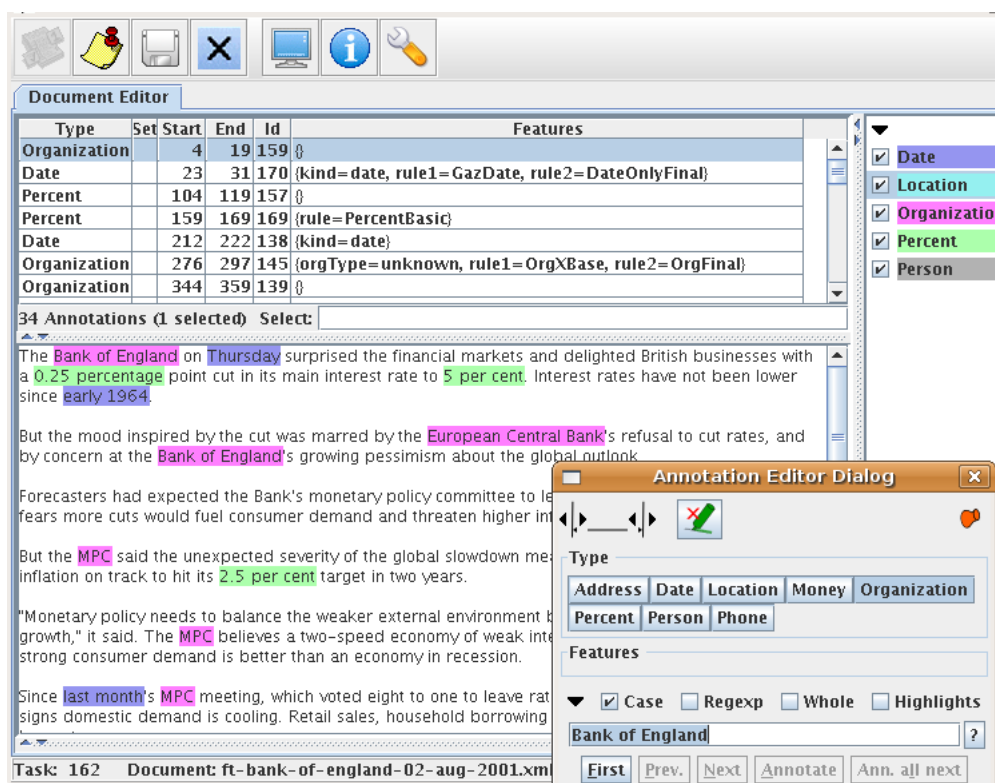 Document Editor
Type Set Start End Id Features
Organization 4 19 159 {}
Date 23 31 170 {kind=date, rule1=GazDate, rule2=DateOnlyFinal}
Percent 104 119 157 {}
Percent 159 169 169 {rule=PercentBasic}
Date 212 222 138 {kind=date}
Organization 276 297 145 {orgType=unknown, rule1=OrgXBase, rule2=OrgFinal}
Organization 344 359 139 {}
34 Annotations (1 selected) Select:
Date
Location
Organizatio
Percent
Person
The Bank of England on Thursday surprised the financial markets and delighted British businesses with
a 0.25 percentage point cut in its main interest rate to 5 per cent. Interest rates have not been lower
since early 1964.
But the mood inspired by the cut was marred by the European Central Bank's refusal to cut rates, and
by concern at the Bank of England's growing pessimism about the global outlook
Forecasters had expected the Bank's monetary policy committee to le
fears more cuts would fuel consumer demand and threaten higher in
But the MPC said the unexpected severity of the global slowdown mea
inflation on track to hit its 2.5 per cent target in two years.
"Monetary policy needs to balance the weaker external environment b
growth," it said. The MPC believes a two-speed economy of weak inte
strong consumer demand is better than an economy in recession.
Since last month's MPC meeting, which voted eight to one to leave rat
signs domestic demand is cooling. Retail sales, household borrowing
Annotation Editor Dialog
Type
Address Date Location Money Organization
Percent Person Phone
Features
Case Regexp Whole Highlights
Bank of England ?
First Prev. Next Annotate Ann. all next
Task: 162 Document: ft-bank-of-england-02-aug-2001.xml